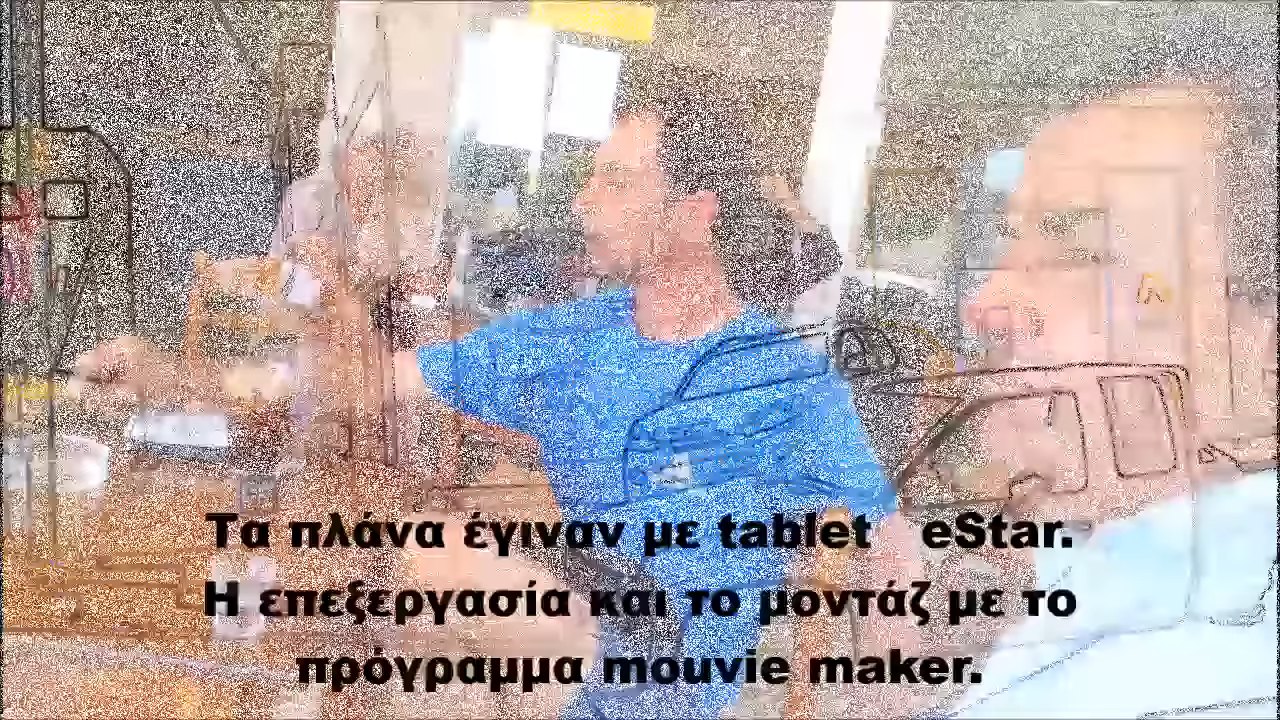 Τα πλάνα έγιναν με tablet eStar.
Η επεξεργασία και το μοντάζ με το
πρόγραμμα mouvie maker.